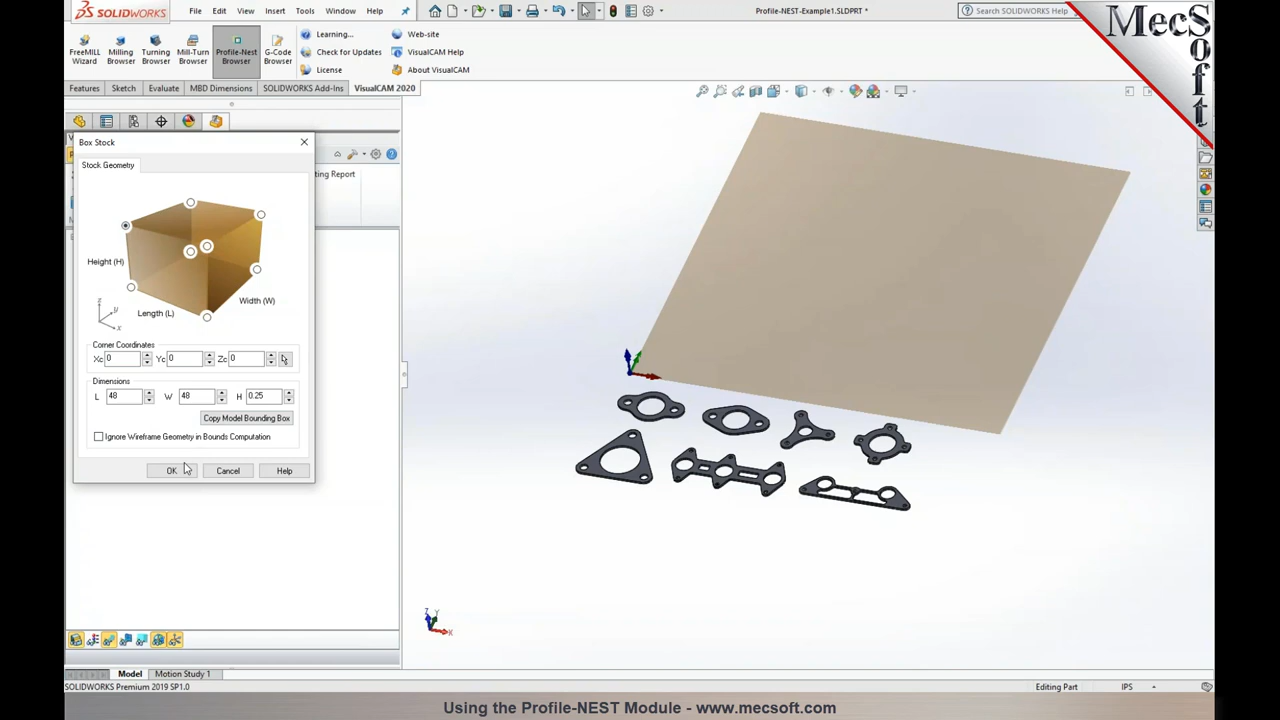 SOLIDWORKS
File
Edit
View
Insert
Tools
Window
Help
Profile-NEST-Example1.SLDPRT *
Search SOLIDWORKS Help
MecSoft
FreeMILL Wizard
Milling Browser
Turning Browser
Mill-Turn Browser
Profile-Nest Browser
G-Code Browser
Learning...
Check for Updates
License
Web-site
VisualCAM Help
About VisualCAM
Features
Sketch
Evaluate
MBD Dimensions
SOLIDWORKS Add-Ins
VisualCAM 2020
Box Stock
Stock Geometry
ting Report
Height (H)
Width (W)
Length (L)
z
y
x
Corner Coordinates
Xc 0
Yc 0
Zc 0
Dimensions
L 48
W 48
H 0.25
Copy Model Bounding Box
Ignore Wireframe Geometry in Bounds Computation
OK
Cancel
Help
Z
Y
X
Model
Motion Study 1
SOLIDWORKS Premium 2019 SP1.0
Editing Part
IPS
Using the Profile-NEST Module - www.mecsoft.com